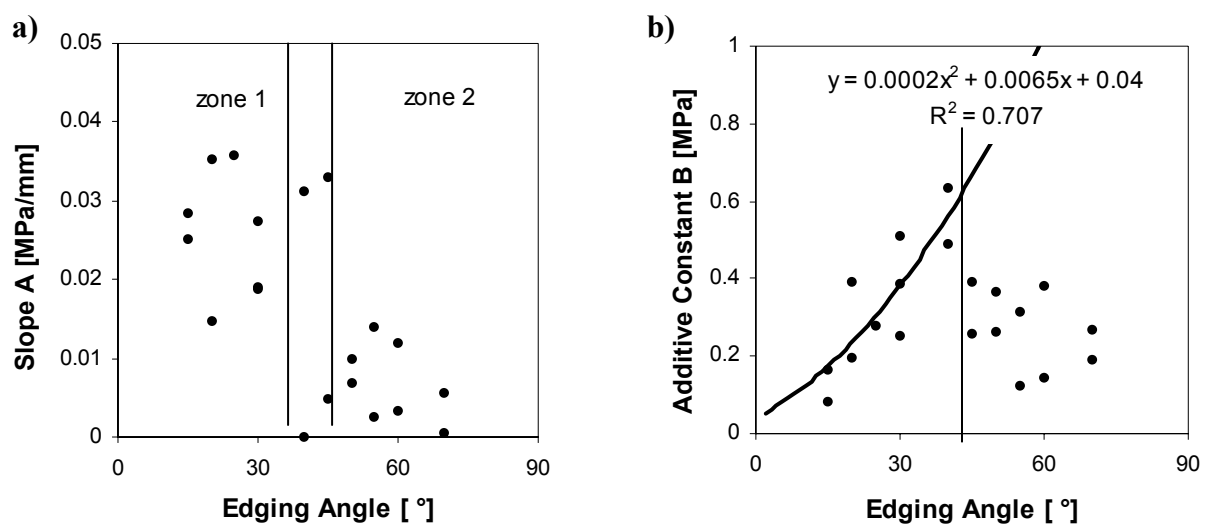 a)
0.05
0.04
0.03
0.02
0.01
0
Slope A [MPa/mm]
zone 1
zone 2
0
30
60
90
Edging Angle [ °]
b)
1
0.8
0.6
0.4
0.2
0
Additive Constant B [MPa]
y = 0.0002x² + 0.0065x + 0.04
R² = 0.707
0
30
60
90
Edging Angle [ °]